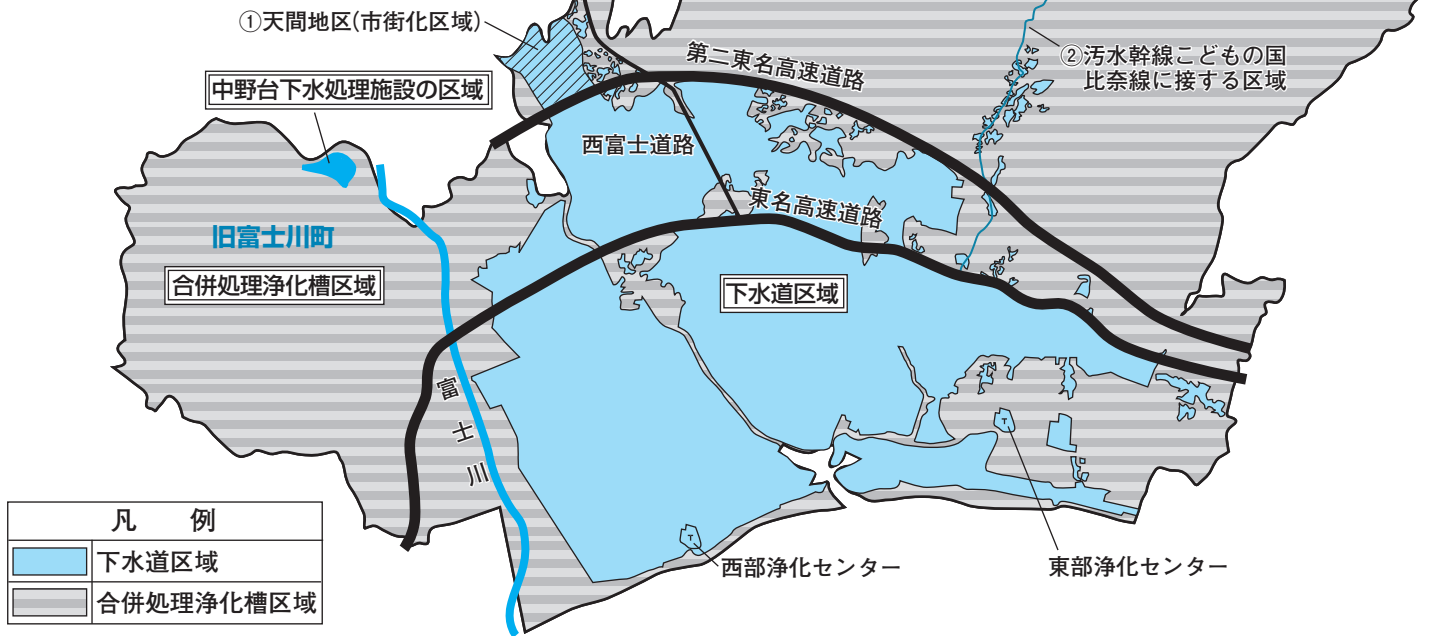 ①天間地区(市街化区域)
第二東名高速道路
②汚水幹線こどもの国
比奈線に接する区域
中野台下水処理施設の区域
西富士道路
東名高速道路
旧富士川町
合併処理浄化槽区域
下水道区域
富士川
T
T
西部浄化センター
東部浄化センター
凡 例
下水道区域
合併処理浄化槽区域